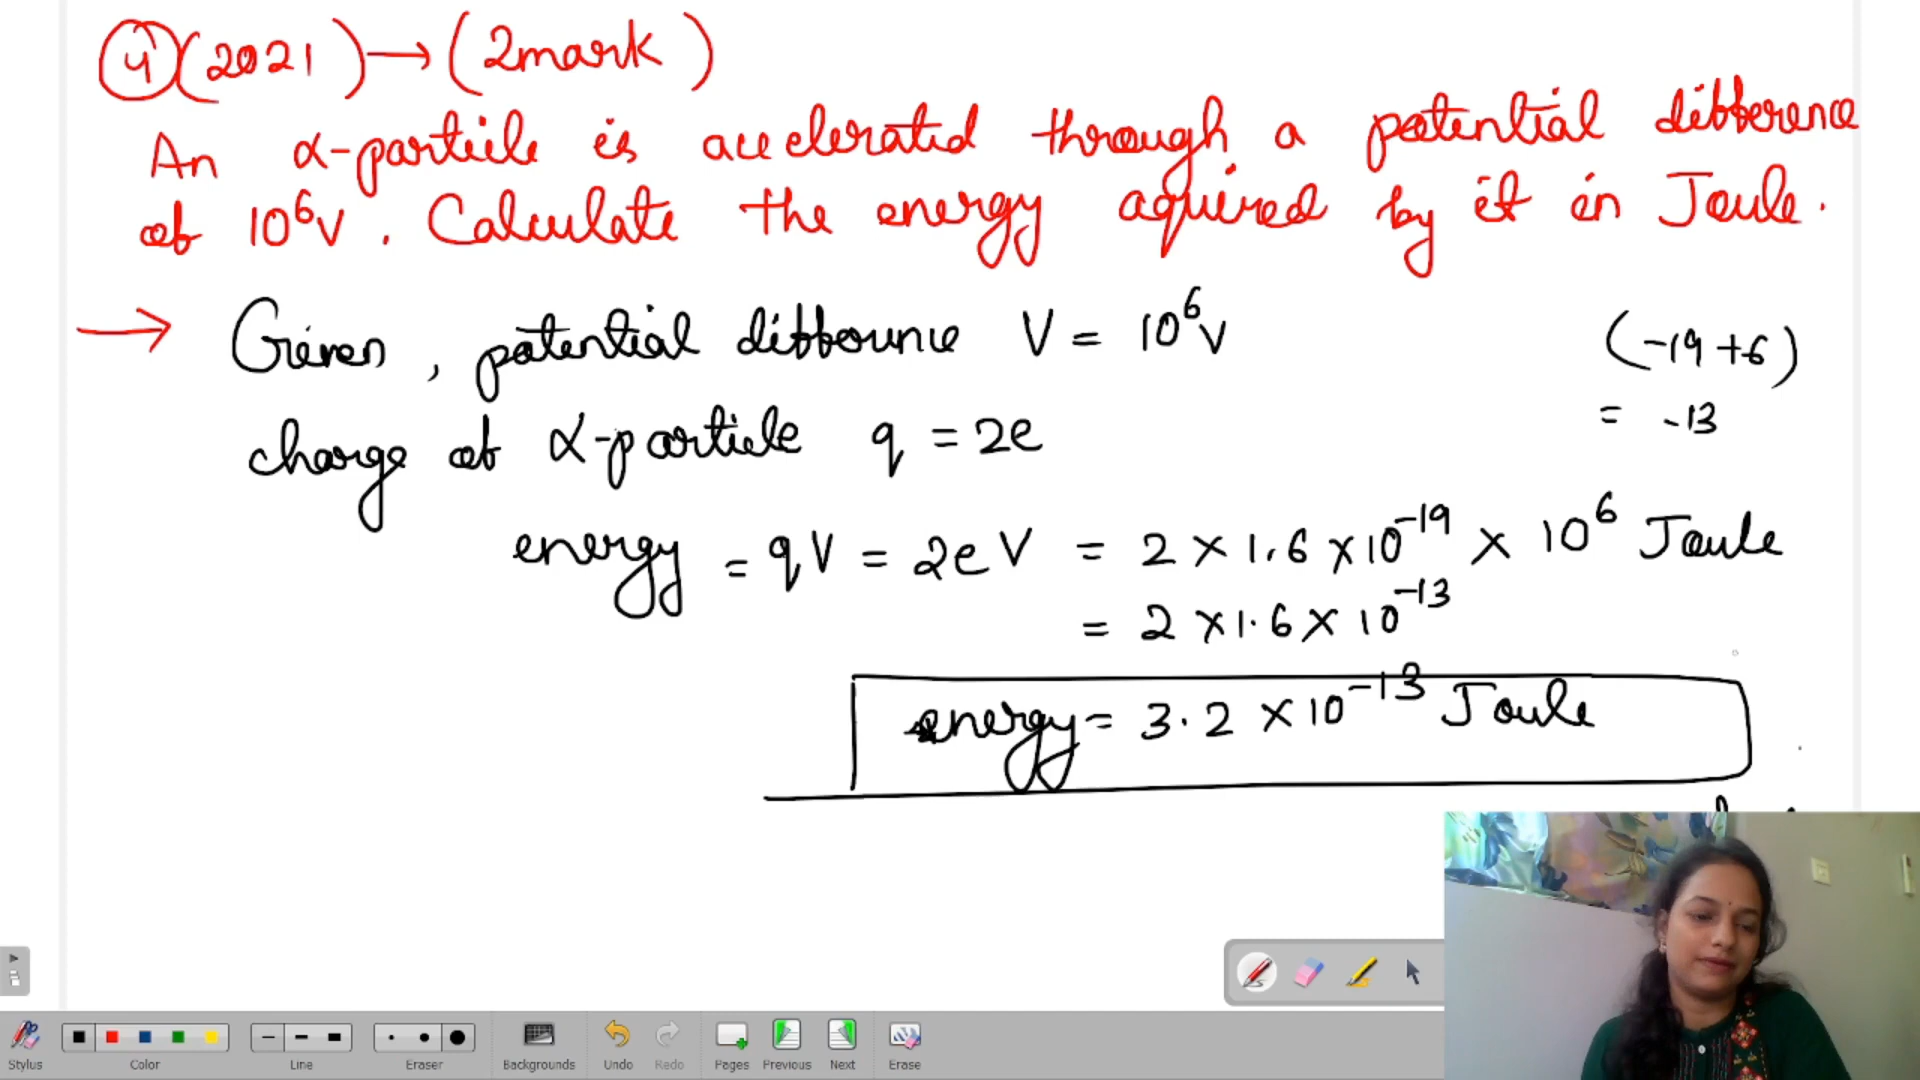 4 (2021) → (2mark)
An α-particle is accelerated through a potential difference
of 10⁶V. Calculate the energy aquired by it in Joule.
→ Given, potential difference V = 10⁶V
(-19+6)
= -13
charge of α-particle q = 2e
energy = qV = 2eV = 2 × 1.6 × 10⁻¹⁹ × 10⁶ Joule
= 2 × 1.6 × 10⁻¹³
energy = 3.2 × 10⁻¹³ Joule
Stylus Color Line Eraser Backgrounds Undo Redo Pages Previous Next Erase